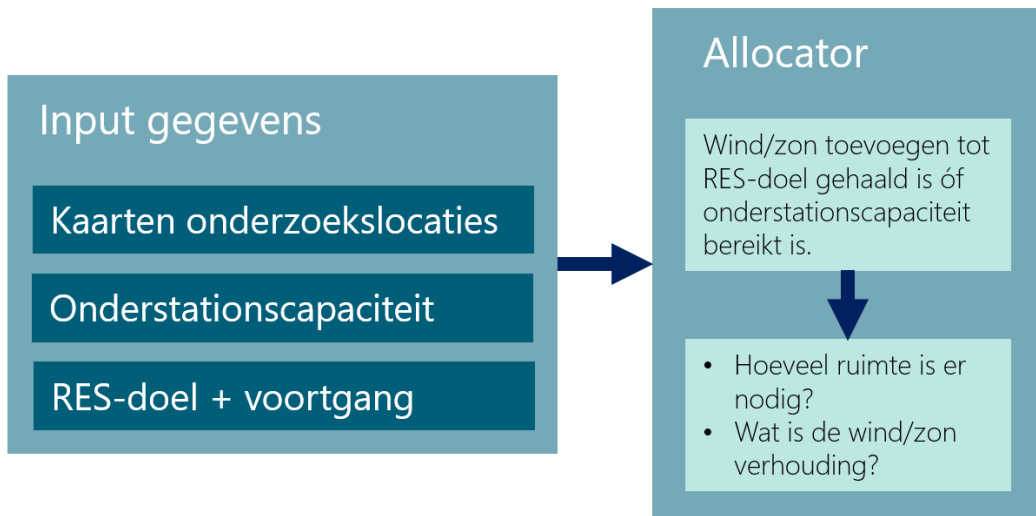 Input gegevens
Kaarten onderzoekslocaties
Onderstationscapaciteit
RES-doel + voortgang
Allocator
Wind/zon toevoegen tot
RES-doel gehaald is óf
onderstationscapaciteit
bereikt is.
• Hoeveel ruimte is er
nodig?
• Wat is de wind/zon
verhouding?